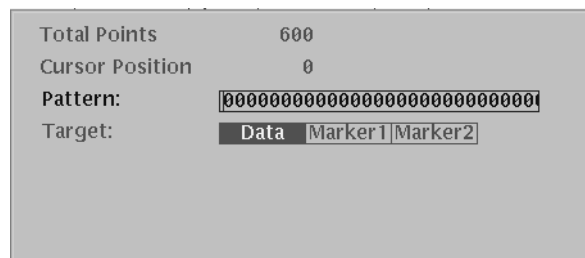 Total Points 600
Cursor Position 0
Pattern: 0000000000000000000000000000
Target: Data Marker1 Marker2